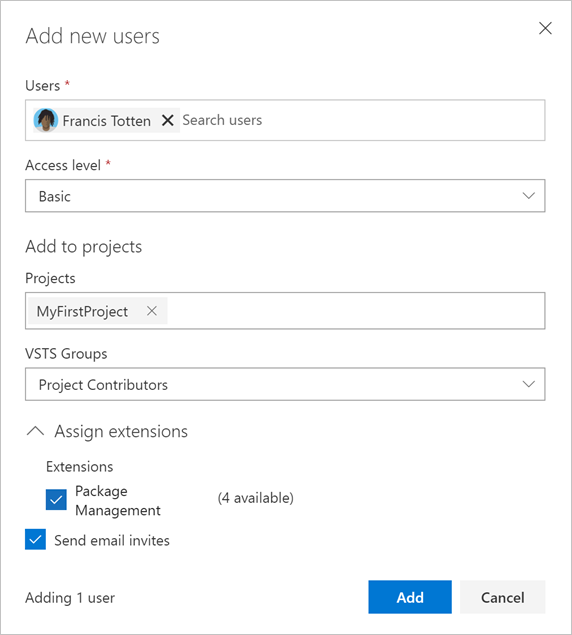 Add new users
Users *
Francis Totten Search users
Access level *
Basic
Add to projects
Projects
MyFirstProject
VSTS Groups
Project Contributors
Assign extensions
Extensions
Package
Management
(4 available)
Send email invites
Adding 1 user
Add
Cancel